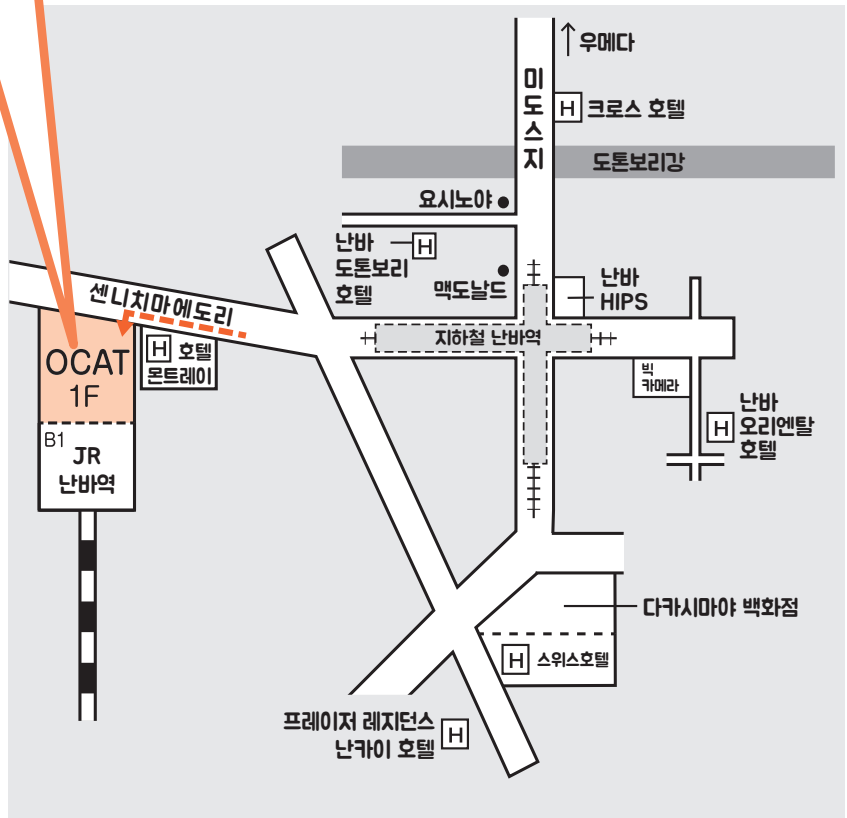 ↑우메다
미도스지
H 크로스 호텔
도톤보리강
요시노야
난바
도톤보리
호텔
H
맥도날드
난바
HIPS
센니치마에도리
지하철 난바역
OCAT
1F
H 호텔
몬트레이
빅
카메라
난바
오리엔탈
호텔
H
B1
JR
난바역
다카시마야 백화점
H 스위스호텔
프레이저 레지던스
난카이 호텔
H